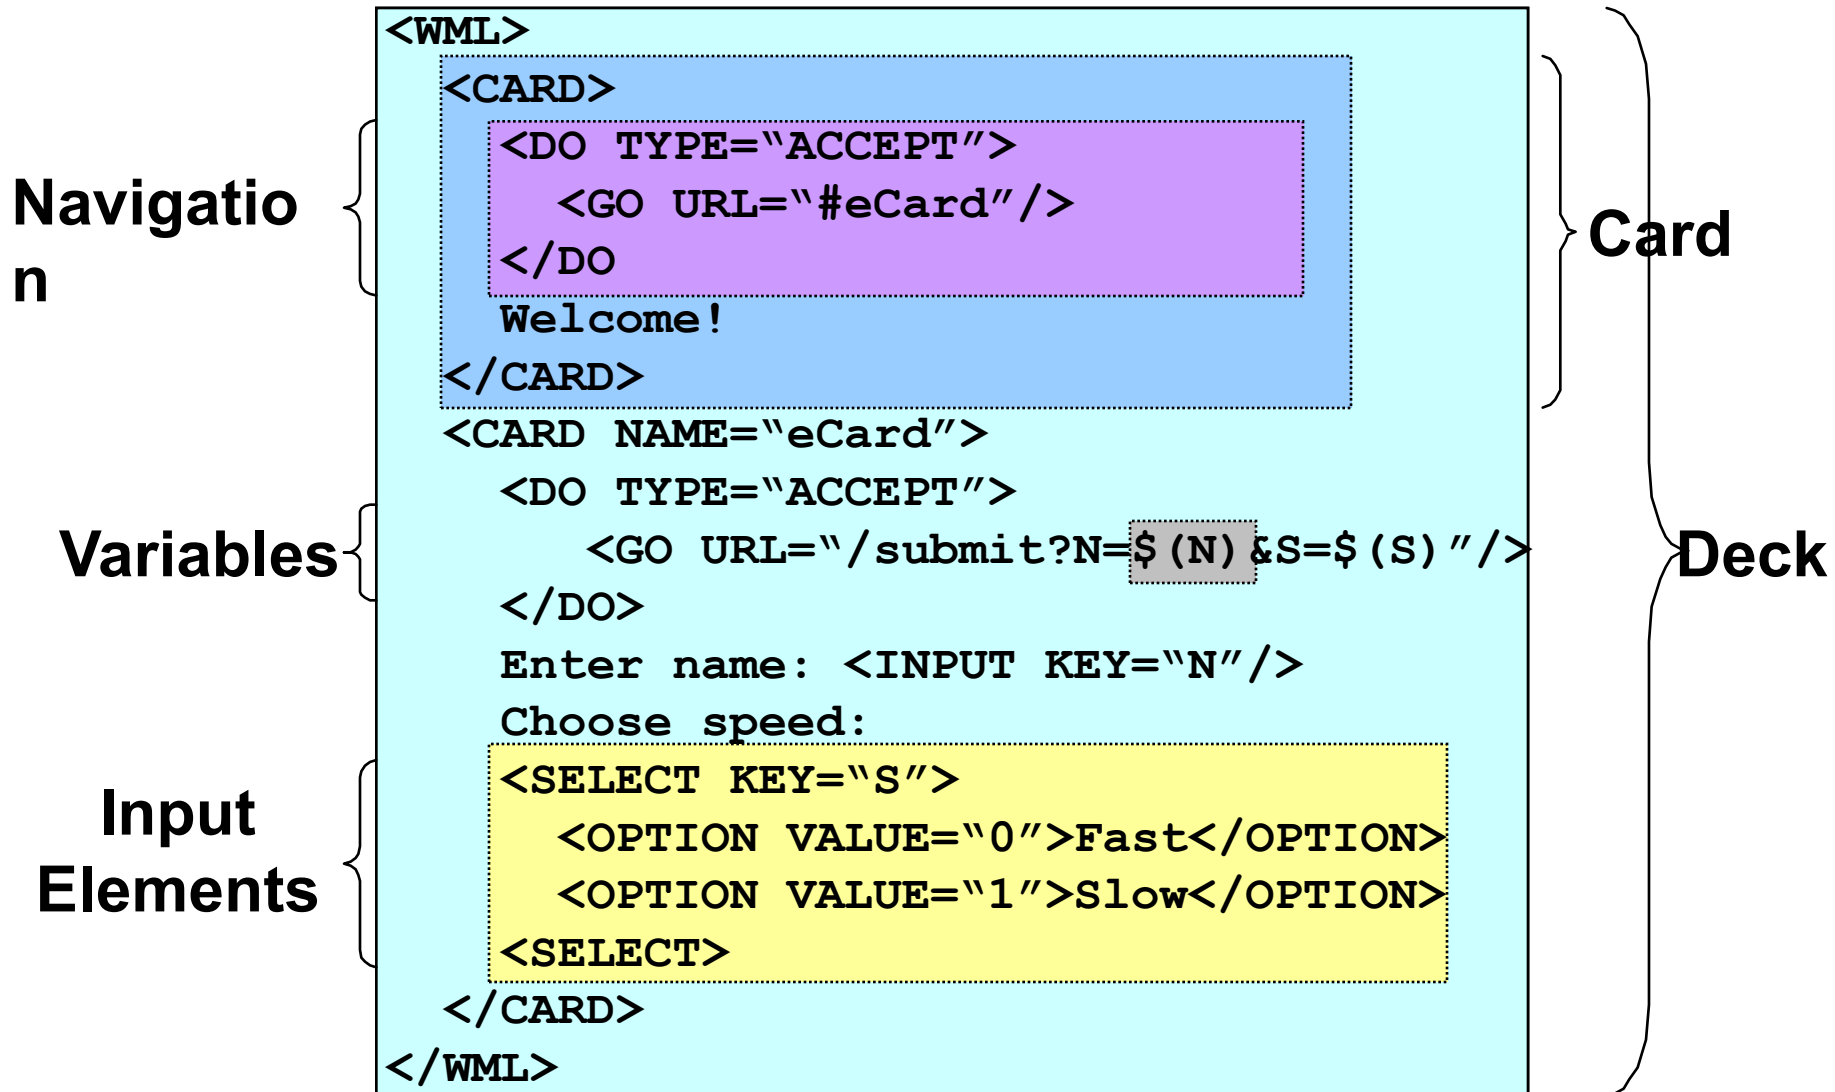 <WML>
<CARD>
<DO TYPE=“ACCEPT”>
<GO URL=“#eCard”/>
</DO
Welcome!
</CARD>
<CARD NAME=“eCard”>
<DO TYPE=“ACCEPT”>
<GO URL=“/submit?N=$(N)&S=$(S)”/>
</DO>
Enter name: <INPUT KEY=“N”/>
Choose speed:
<SELECT KEY=“S”>
<OPTION VALUE=“0”>Fast</OPTION>
<OPTION VALUE=“1”>Slow</OPTION>
<SELECT>
</CARD>
</WML>
Navigatio
n
Variables
Input
Elements
Card
Deck